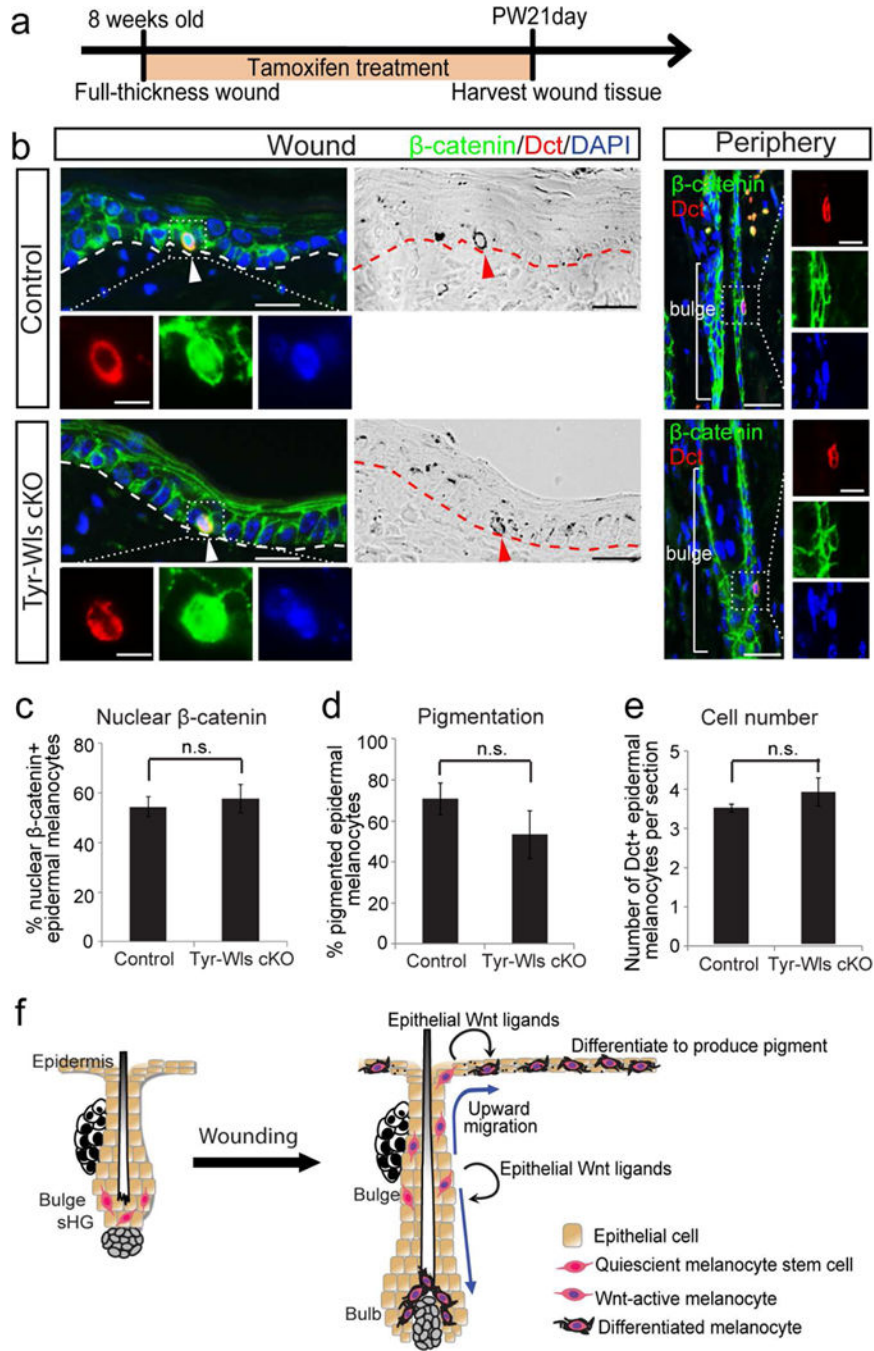 a
8 weeks old
PW21day
Tamoxifen treatment
Full-thickness wound
Harvest wound tissue
b
Wound
β-catenin/Dct/DAPI
Periphery
Control
β-catenin
Dct
bulge
Tyr-Wls cKO
β-catenin
Dct
bulge
c
Nuclear β-catenin
% nuclear β-catenin+
epidermal melanocytes
80
60
40
20
0
n.s.
Control
Tyr-Wls cKO
d
Pigmentation
% pigmented epidermal
melanocytes
100
80
60
40
20
0
n.s.
Control
Tyr-Wls cKO
e
Cell number
Number of Dct+ epidermal
melanocytes per section
5
4
3
2
1
0
n.s.
Control
Tyr-Wls cKO
f
Epidermis
Bulge
sHG
Wounding
Epithelial Wnt ligands
Differentiate to produce pigment
Upward
migration
Epithelial Wnt ligands
Bulge
Bulb
Epithelial cell
Quiescient melanocyte stem cell
Wnt-active melanocyte
Differentiated melanocyte